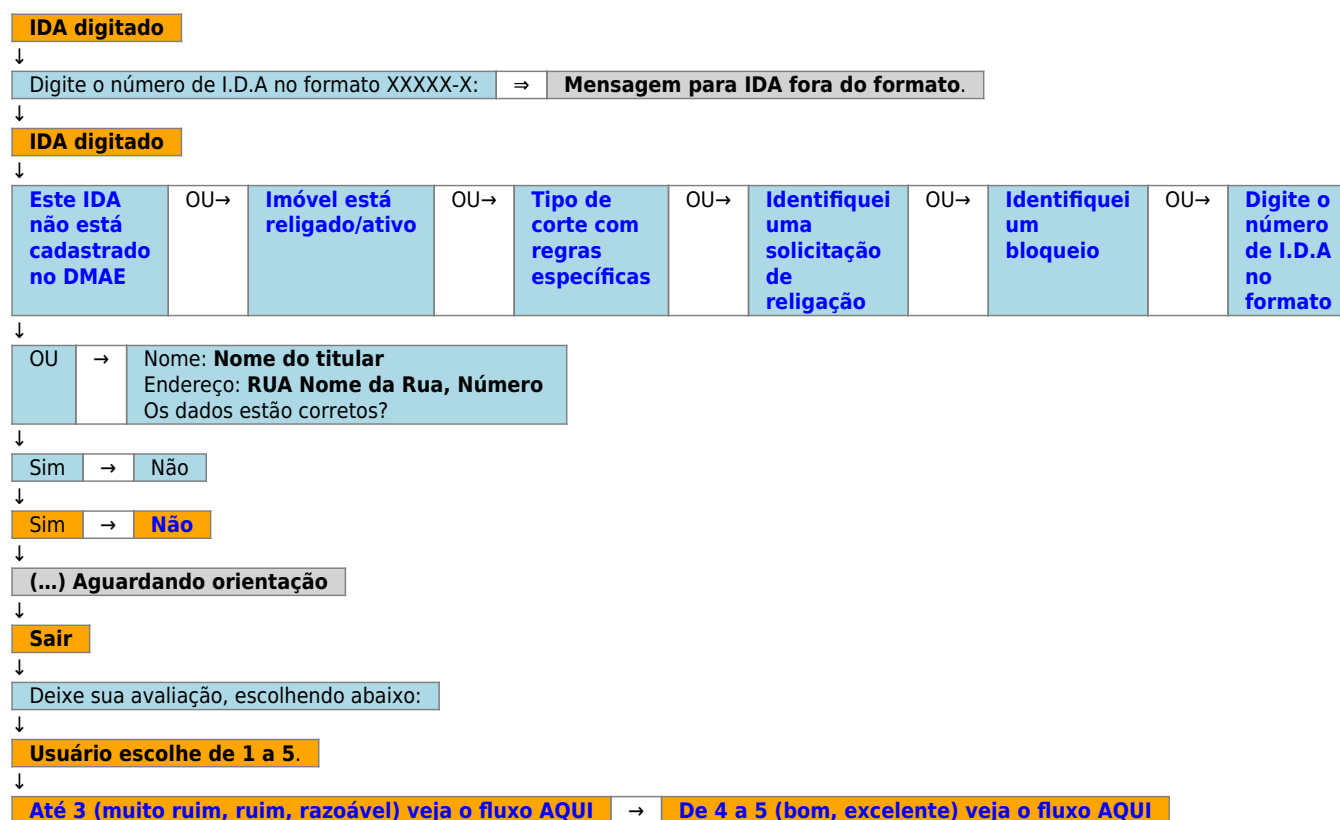 IDA digitado
↓
Digite o número de I.D.A no formato XXXXX-X: ⇒ Mensagem para IDA fora do formato.
↓
IDA digitado
↓
Este IDA não está cadastrado no DMAE OU→ Imóvel está religado/ativo OU→ Tipo de corte com regras específicas OU→ Identifiquei uma solicitação de religação OU→ Identifiquei um bloqueio OU→ Digite o número de I.D.A no formato
↓
OU → Nome: Nome do titular
Endereço: RUA Nome da Rua, Número
Os dados estão corretos?
↓
Sim → Não
↓
Sim → Não
↓
(...) Aguardando orientação
↓
Sair
↓
Deixe sua avaliação, escolhendo abaixo:
↓
Usuário escolhe de 1 a 5.
↓
Até 3 (muito ruim, ruim, razoável) veja o fluxo AQUI → De 4 a 5 (bom, excelente) veja o fluxo AQUI